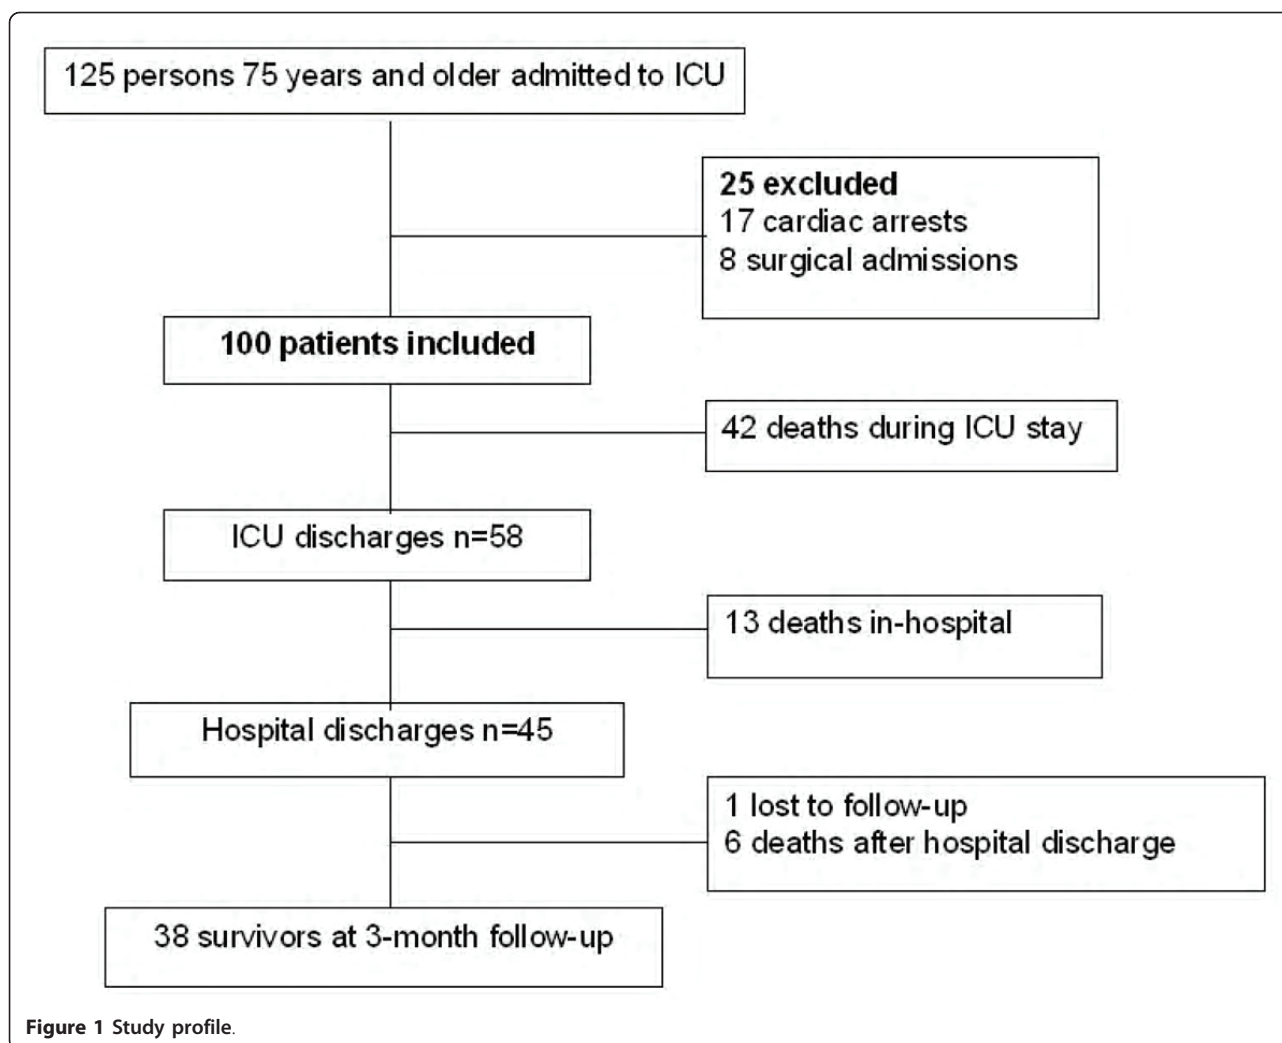 125 persons 75 years and older admitted to ICU
25 excluded
17 cardiac arrests
8 surgical admissions
100 patients included
42 deaths during ICU stay
ICU discharges n=58
13 deaths in-hospital
Hospital discharges n=45
1 lost to follow-up
6 deaths after hospital discharge
38 survivors at 3-month follow-up
Figure 1 Study profile.